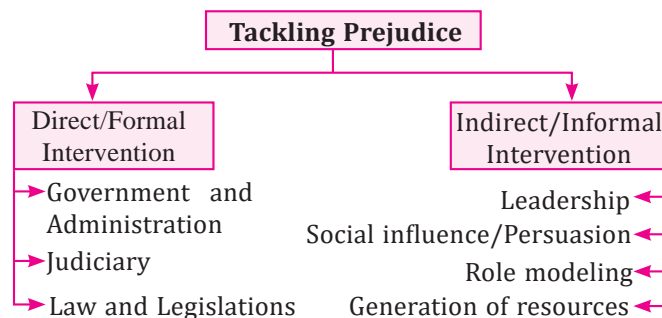 Tackling Prejudice
Direct/Formal
Intervention
Government and
Administration
Judiciary
Law and Legislations
Indirect/Informal
Intervention
Leadership
Social influence/Persuasion
Role modeling
Generation of resources